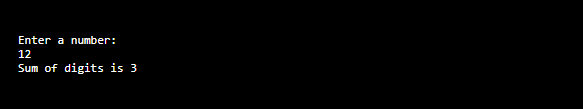 Enter a number:
12
Sum of digits is 3